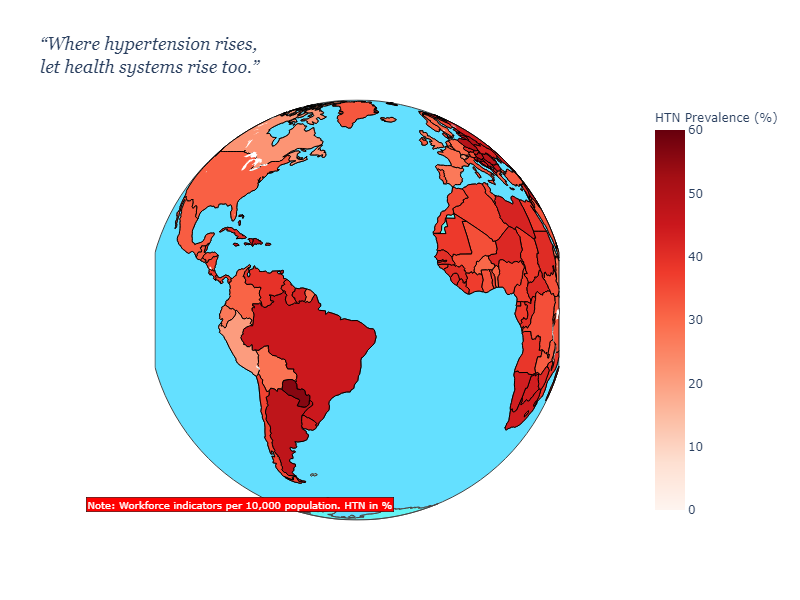 “Where hypertension rises,
let health systems rise too.”
HTN Prevalence (%)
60
50
40
30
20
10
0
Note: Workforce indicators per 10,000 population. HTN in %